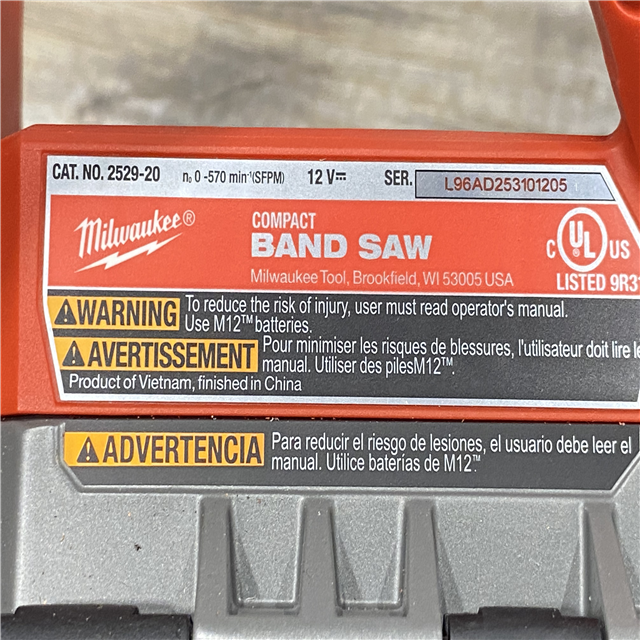 CAT. NO. 2529-20 n₀ 0 -570 min⁻¹(SFPM) 12 V⎓ SER. L96AD253101205
Milwaukee®
COMPACT
BAND SAW
Milwaukee Tool, Brookfield, WI 53005 USA
C UL® US
LISTED 9R3
WARNING To reduce the risk of injury, user must read operator's manual.
Use M12™ batteries.
AVERTISSEMENT Pour minimiser les risques de blessures, l'utilisateur doit lire le
manual. Utiliser des pilesM12™.
Product of Vietnam, finished in China
ADVERTENCIA Para reducir el riesgo de lesiones, el usuario debe leer el
manual. Utilice baterías de M12™